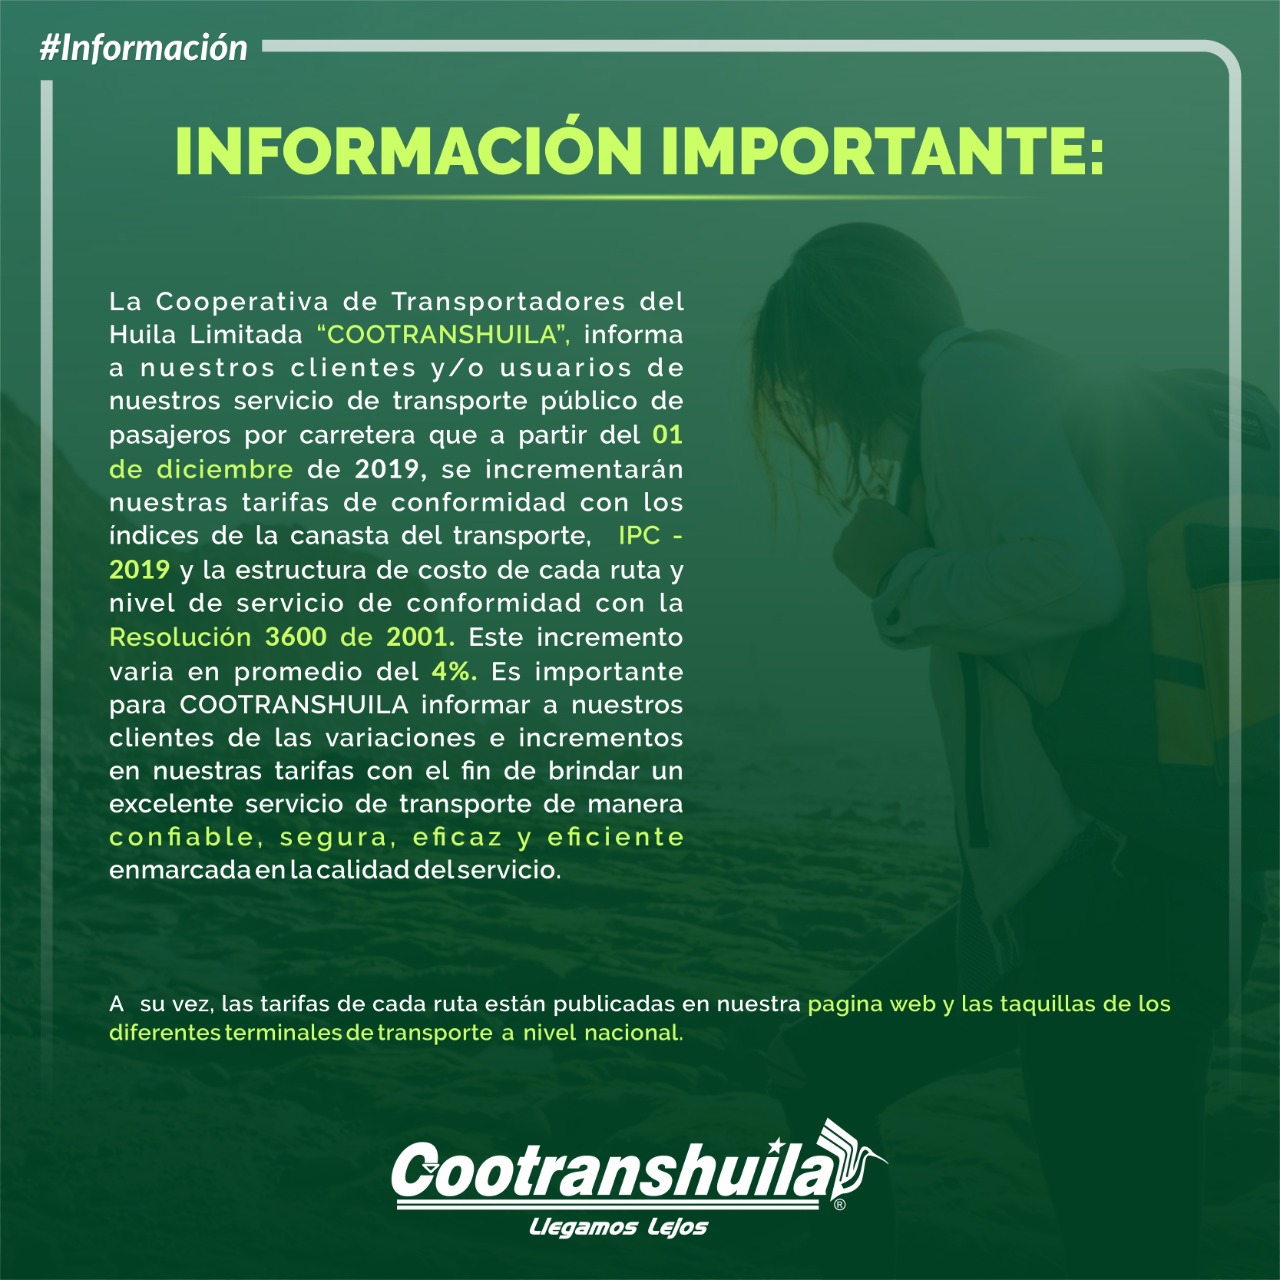 #Información
INFORMACIÓN IMPORTANTE:
La Cooperativa de Transportadores del
Huila Limitada “COOTRANSHUILA”, informa
a nuestros clientes y/o usuarios de
nuestros servicio de transporte público de
pasajeros por carretera que a partir del 01
de diciembre de 2019, se incrementarán
nuestras tarifas de conformidad con los
índices de la canasta del transporte, IPC -
2019 y la estructura de costo de cada ruta y
nivel de servicio de conformidad con la
Resolución 3600 de 2001. Este incremento
varia en promedio del 4%. Es importante
para COOTRANSHUILA informar a nuestros
clientes de las variaciones e incrementos
en nuestras tarifas con el fin de brindar un
excelente servicio de transporte de manera
confiable, segura, eficaz y eficiente
enmarcada en la calidad del servicio.
A su vez, las tarifas de cada ruta están publicadas en nuestra pagina web y las taquillas de los
diferentes terminales de transporte a nivel nacional.
Cootranshuila®
Llegamos Lejos